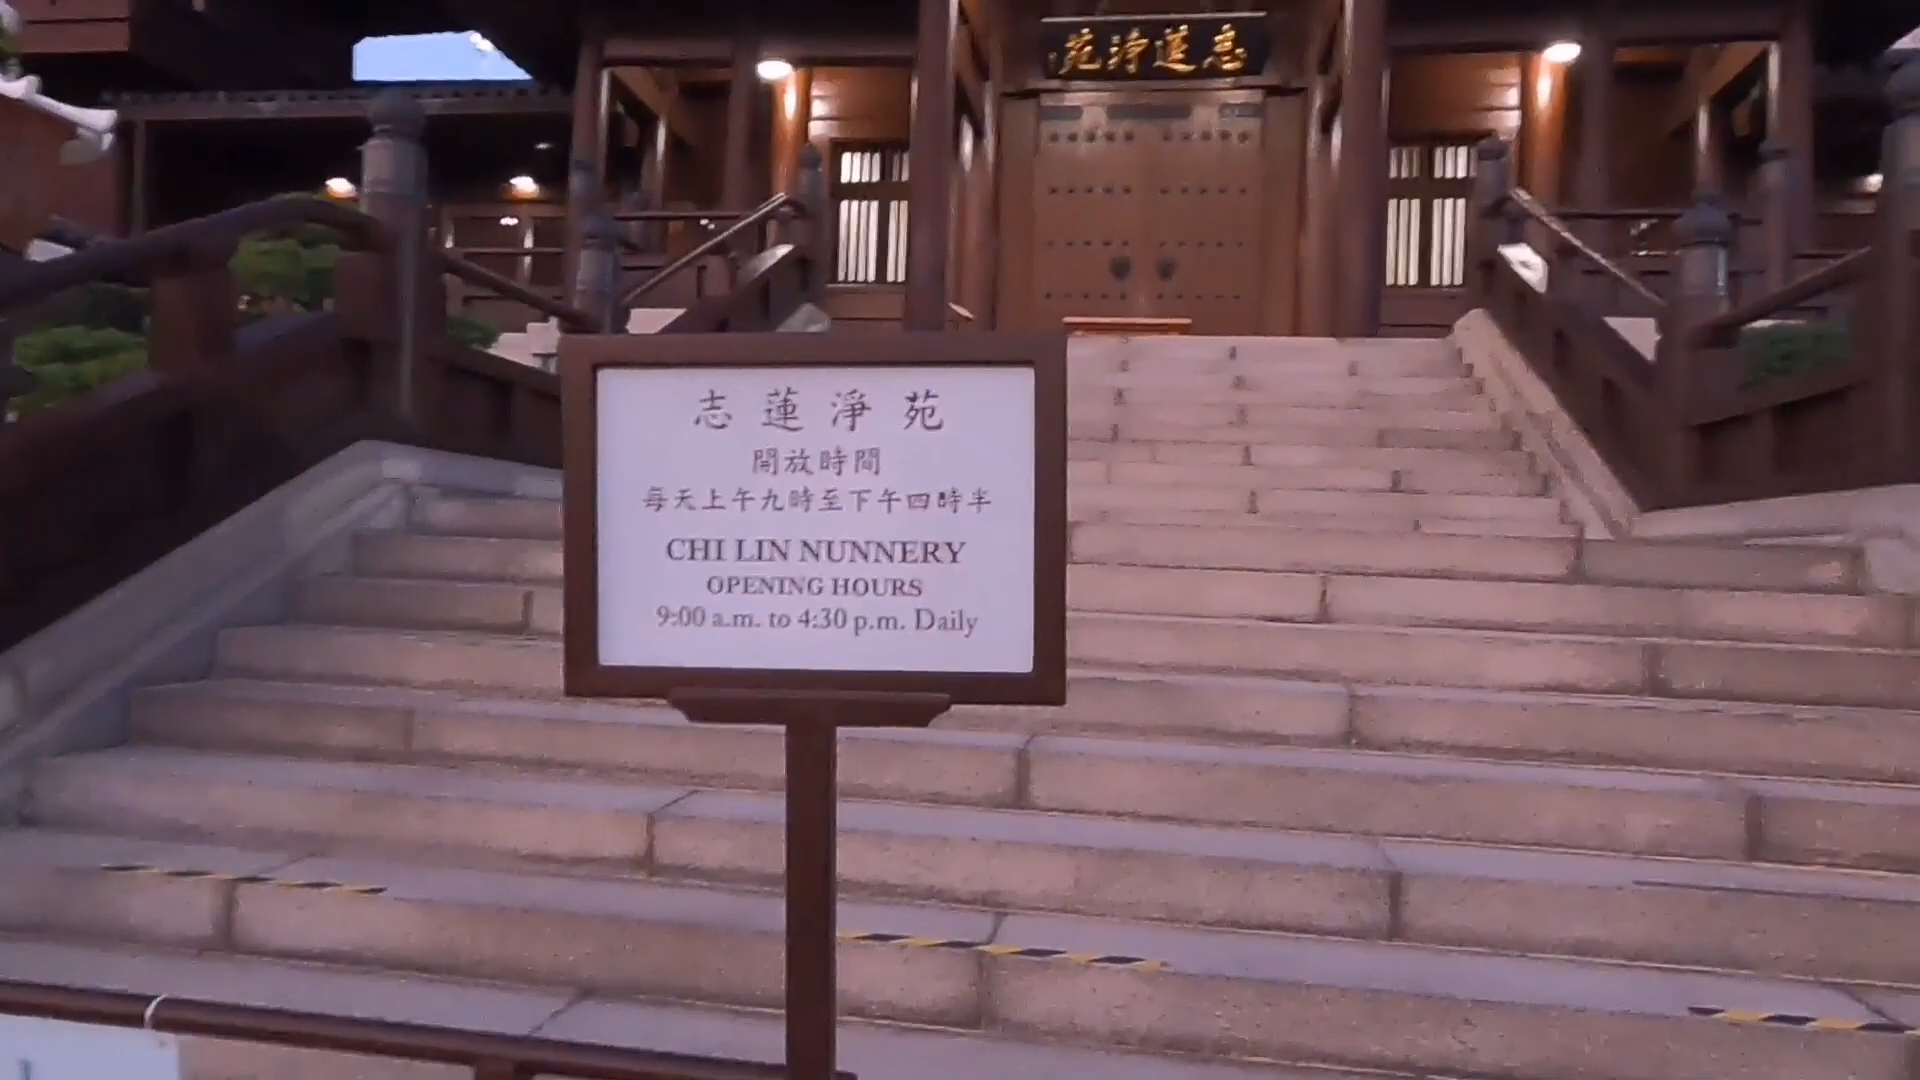 苑淨蓮志
志蓮淨苑
開放時間
每天上午九時至下午四時半
CHI LIN NUNNERY
OPENING HOURS
9:00 a.m. to 4:30 p.m. Daily